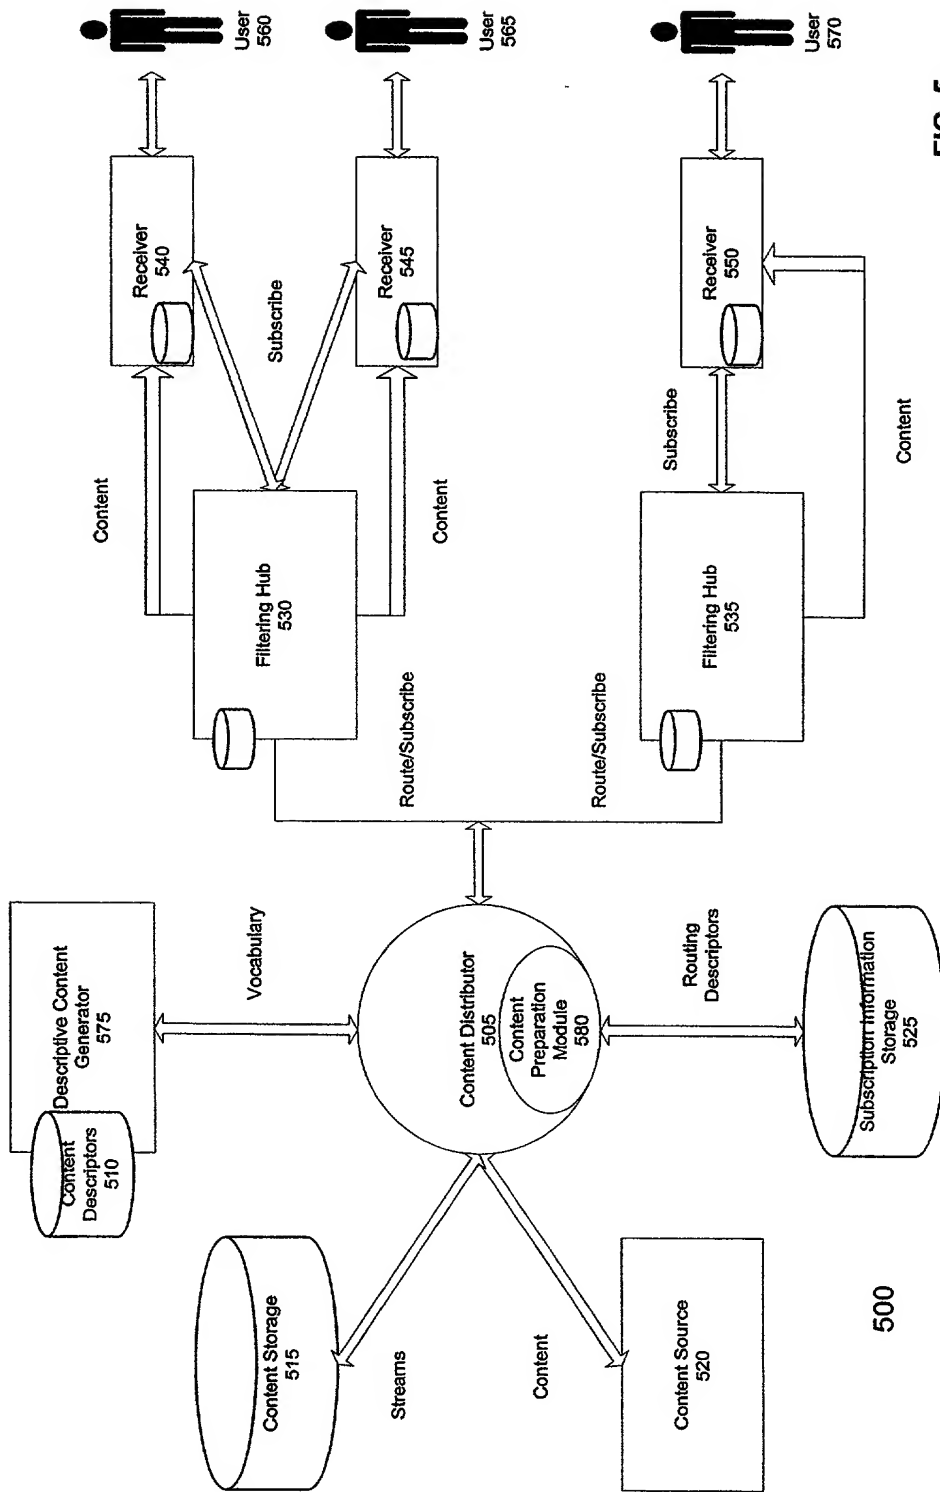 Content Storage
515
Content
Descriptors
510
Descriptive Content
Generator
575
Streams
Vocabulary
Content
Content Source
520
Content Distributor
505
Content
Preparation
Module
580
Routing
Descriptors
Subscription Information
Storage
525
500
Route/Subscribe
Route/Subscribe
Filtering Hub
530
Filtering Hub
535
Content
Content
Subscribe
Subscribe
Content
Receiver
540
Receiver
545
Receiver
550
User
560
User
565
User
570